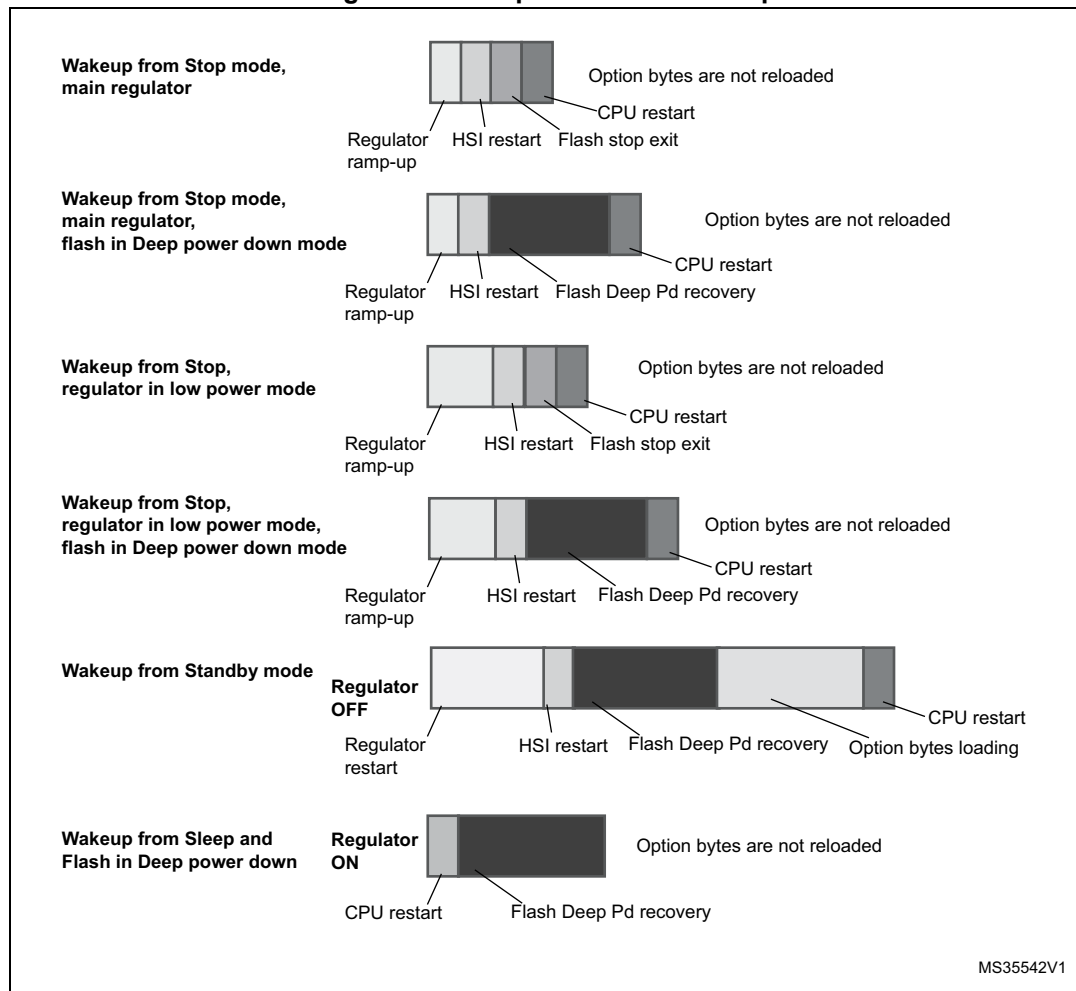 Wakeup from Stop mode,
main regulator
Option bytes are not reloaded
CPU restart
Regulator
ramp-up
HSI restart
Flash stop exit
Wakeup from Stop mode,
main regulator,
flash in Deep power down mode
Option bytes are not reloaded
CPU restart
Regulator
ramp-up
HSI restart
Flash Deep Pd recovery
Wakeup from Stop,
regulator in low power mode
Option bytes are not reloaded
CPU restart
Regulator
ramp-up
HSI restart
Flash stop exit
Wakeup from Stop,
regulator in low power mode,
flash in Deep power down mode
Option bytes are not reloaded
CPU restart
Regulator
ramp-up
HSI restart
Flash Deep Pd recovery
Wakeup from Standby mode
Regulator
OFF
CPU restart
Regulator
restart
HSI restart
Flash Deep Pd recovery
Option bytes loading
Wakeup from Sleep and
Flash in Deep power down
Regulator
ON
Option bytes are not reloaded
CPU restart
Flash Deep Pd recovery
MS35542V1